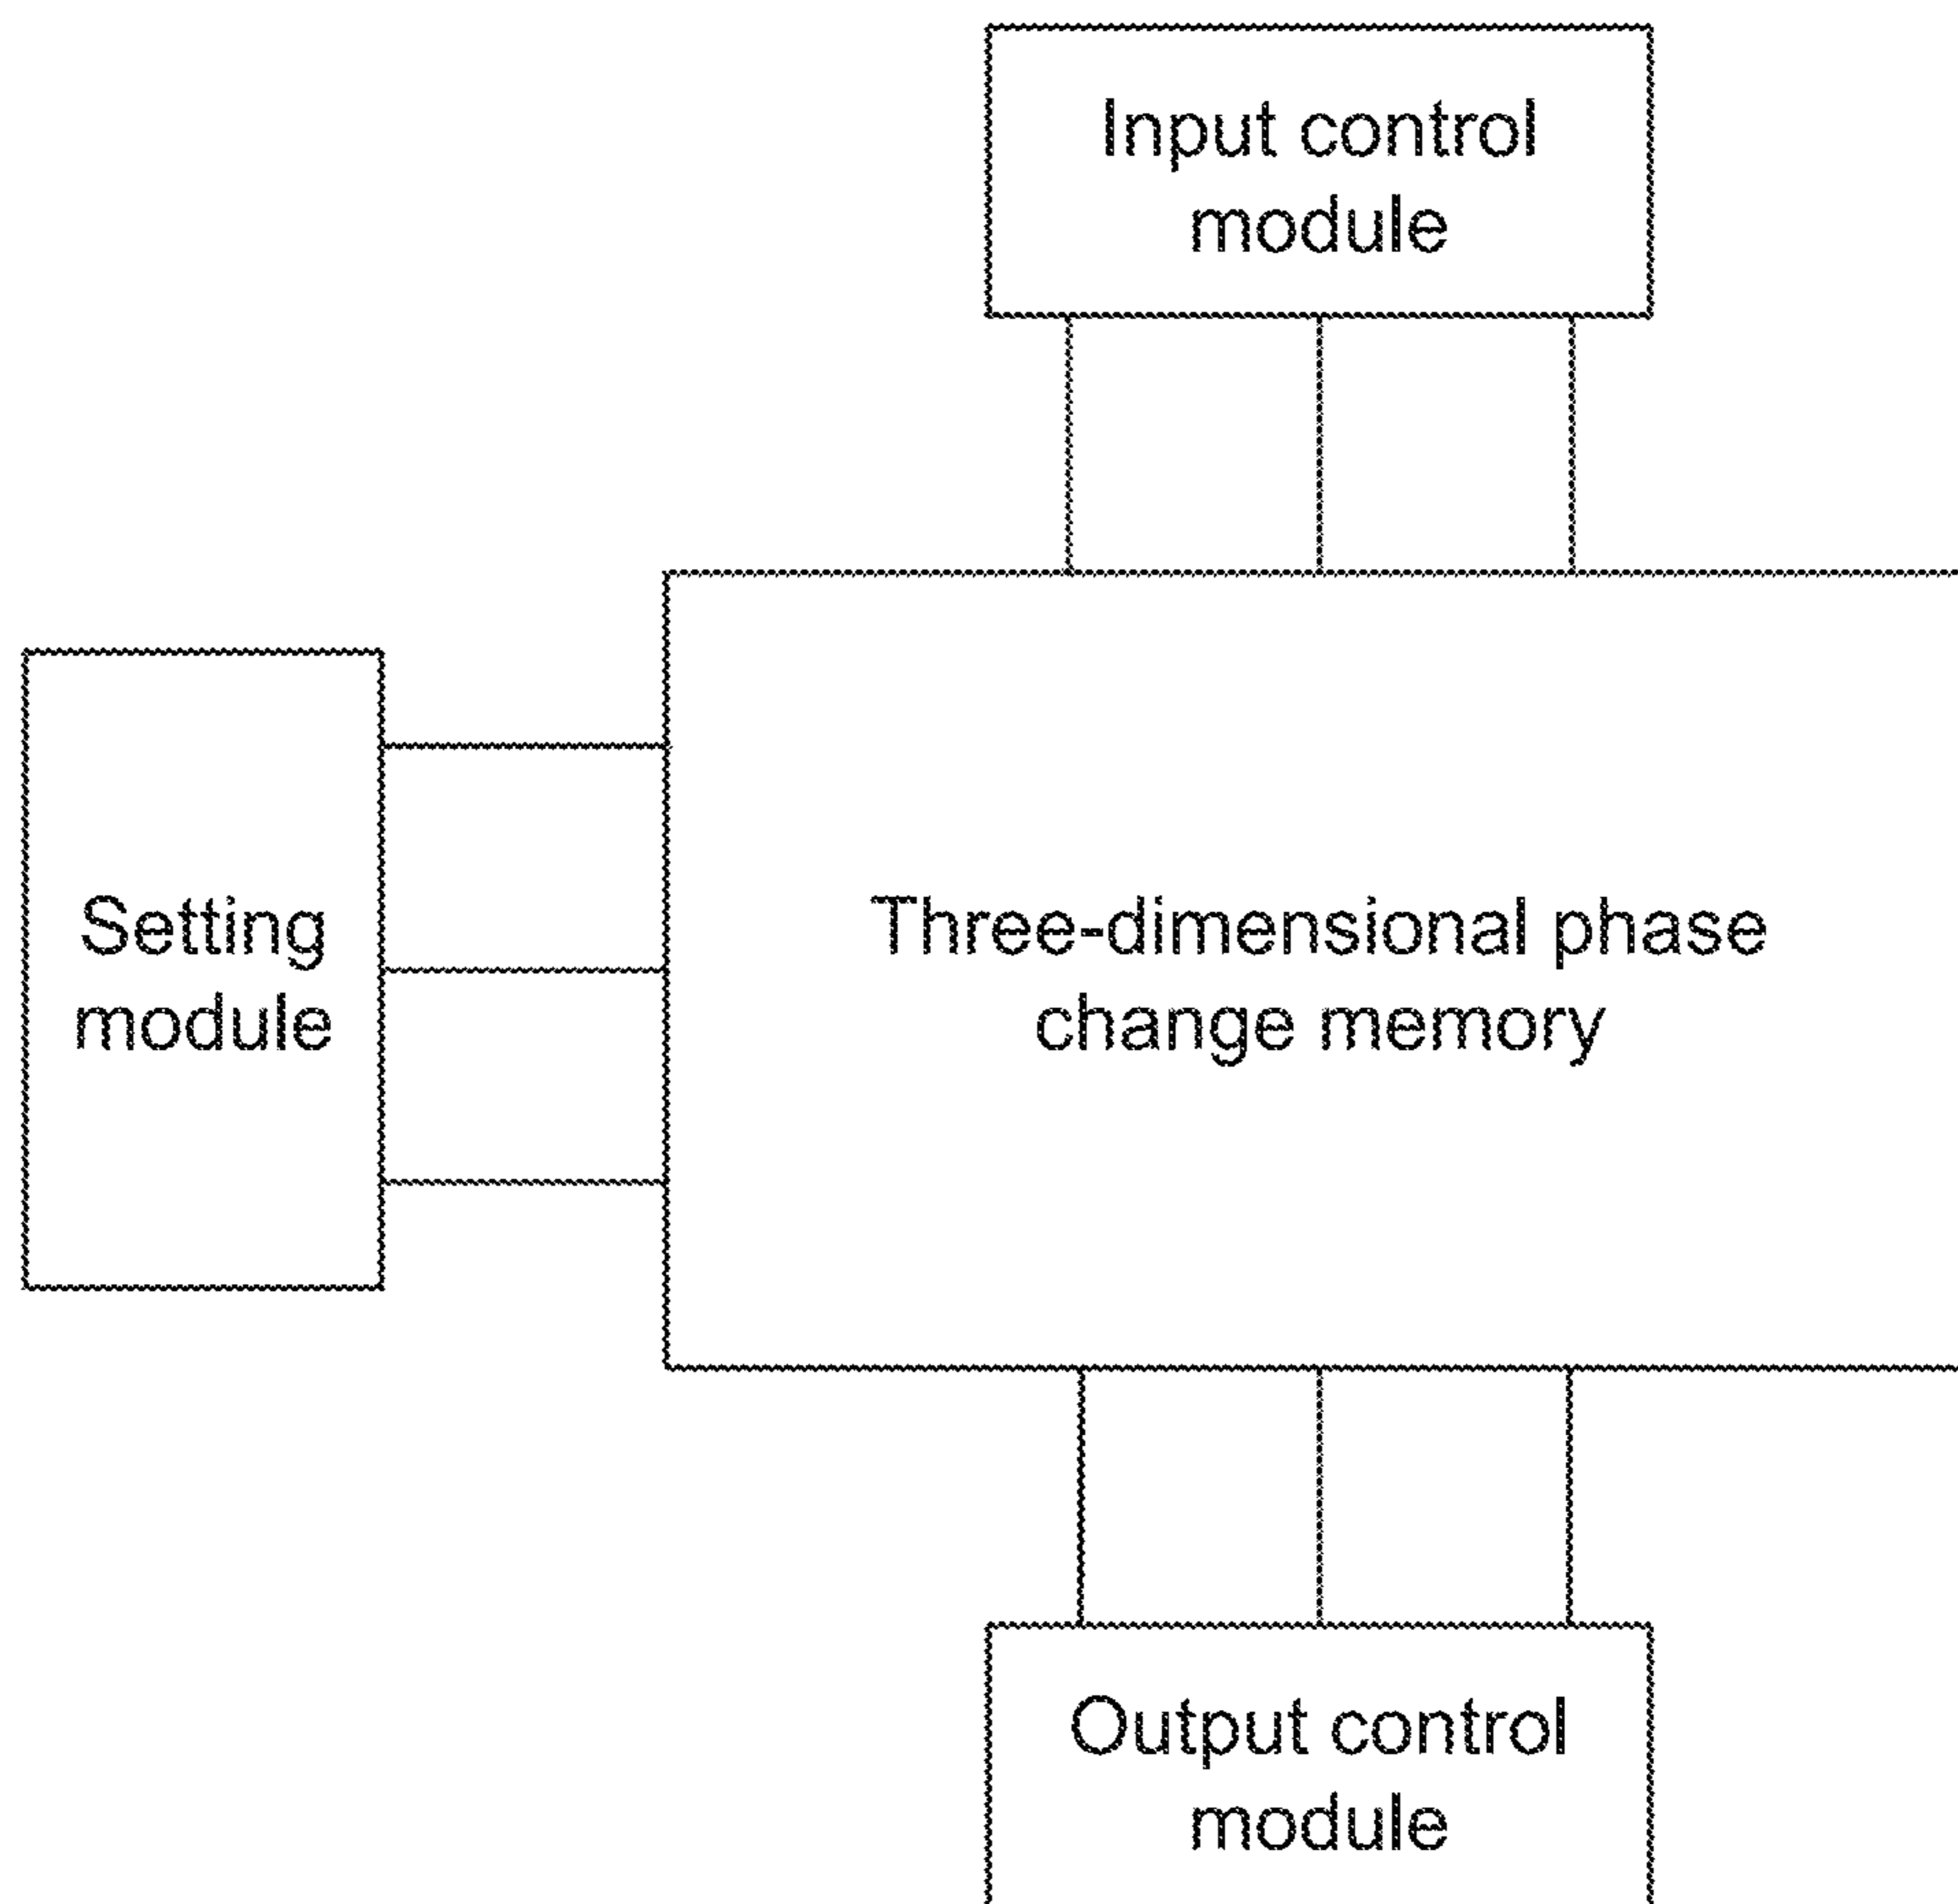 Input control
module
Setting
module
Three-dimensional phase
change memory
Output control
module